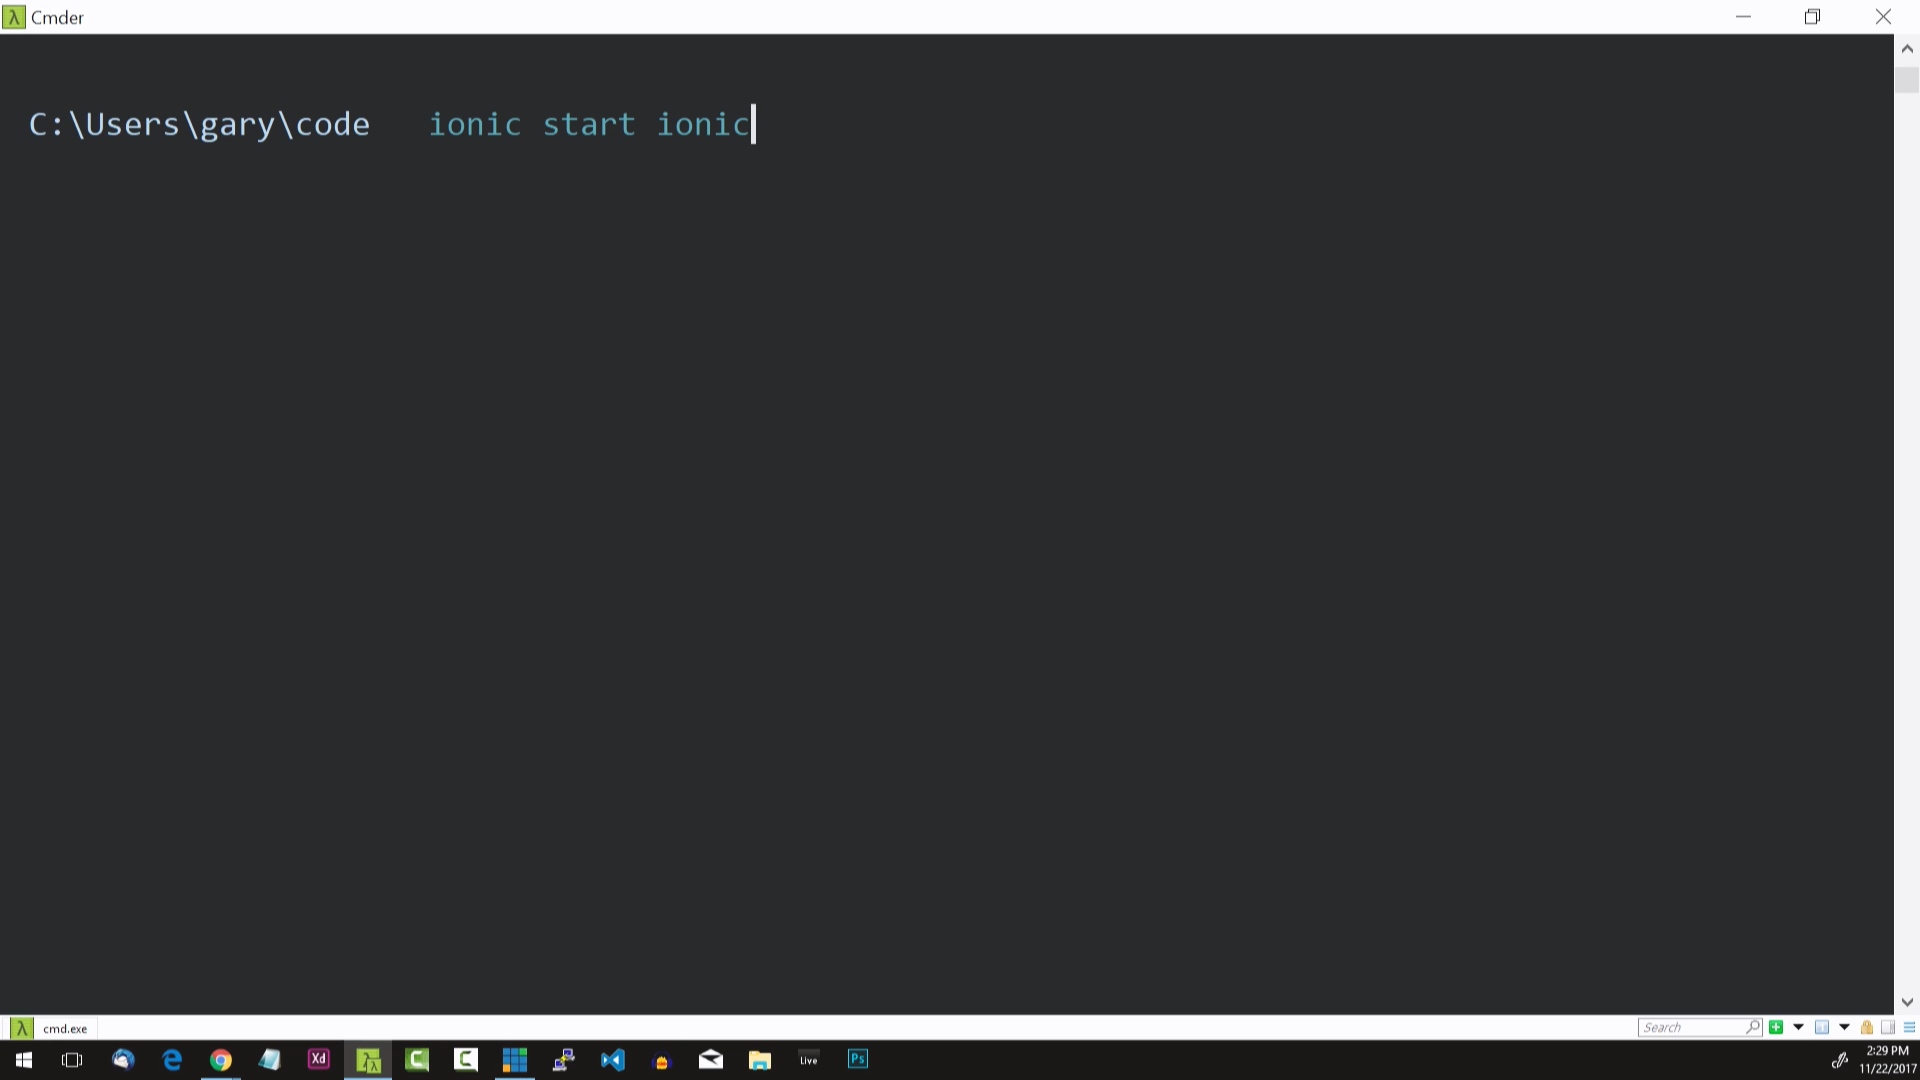 Cmder
C:\Users\gary\code ionic start ionic
cmd.exe
Search
Xd
Live
Ps
2:29 PM
11/22/2017